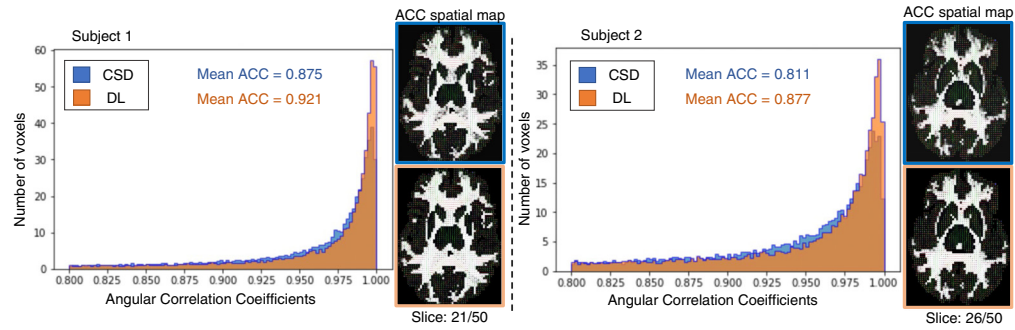 Subject 1
ACC spatial map
Number of voxels
60
50
40
30
20
10
0
CSD
DL
Mean ACC = 0.875
Mean ACC = 0.921
0.800 0.825 0.850 0.875 0.900 0.925 0.950 0.975 1.000
Angular Correlation Coeifficients
Slice: 21/50
Subject 2
ACC spatial map
Number of voxels
35
30
25
20
15
10
5
0
CSD
DL
Mean ACC = 0.811
Mean ACC = 0.877
0.800 0.825 0.850 0.875 0.900 0.925 0.950 0.975 1.000
Angular Correlation Coeifficients
Slice: 26/50